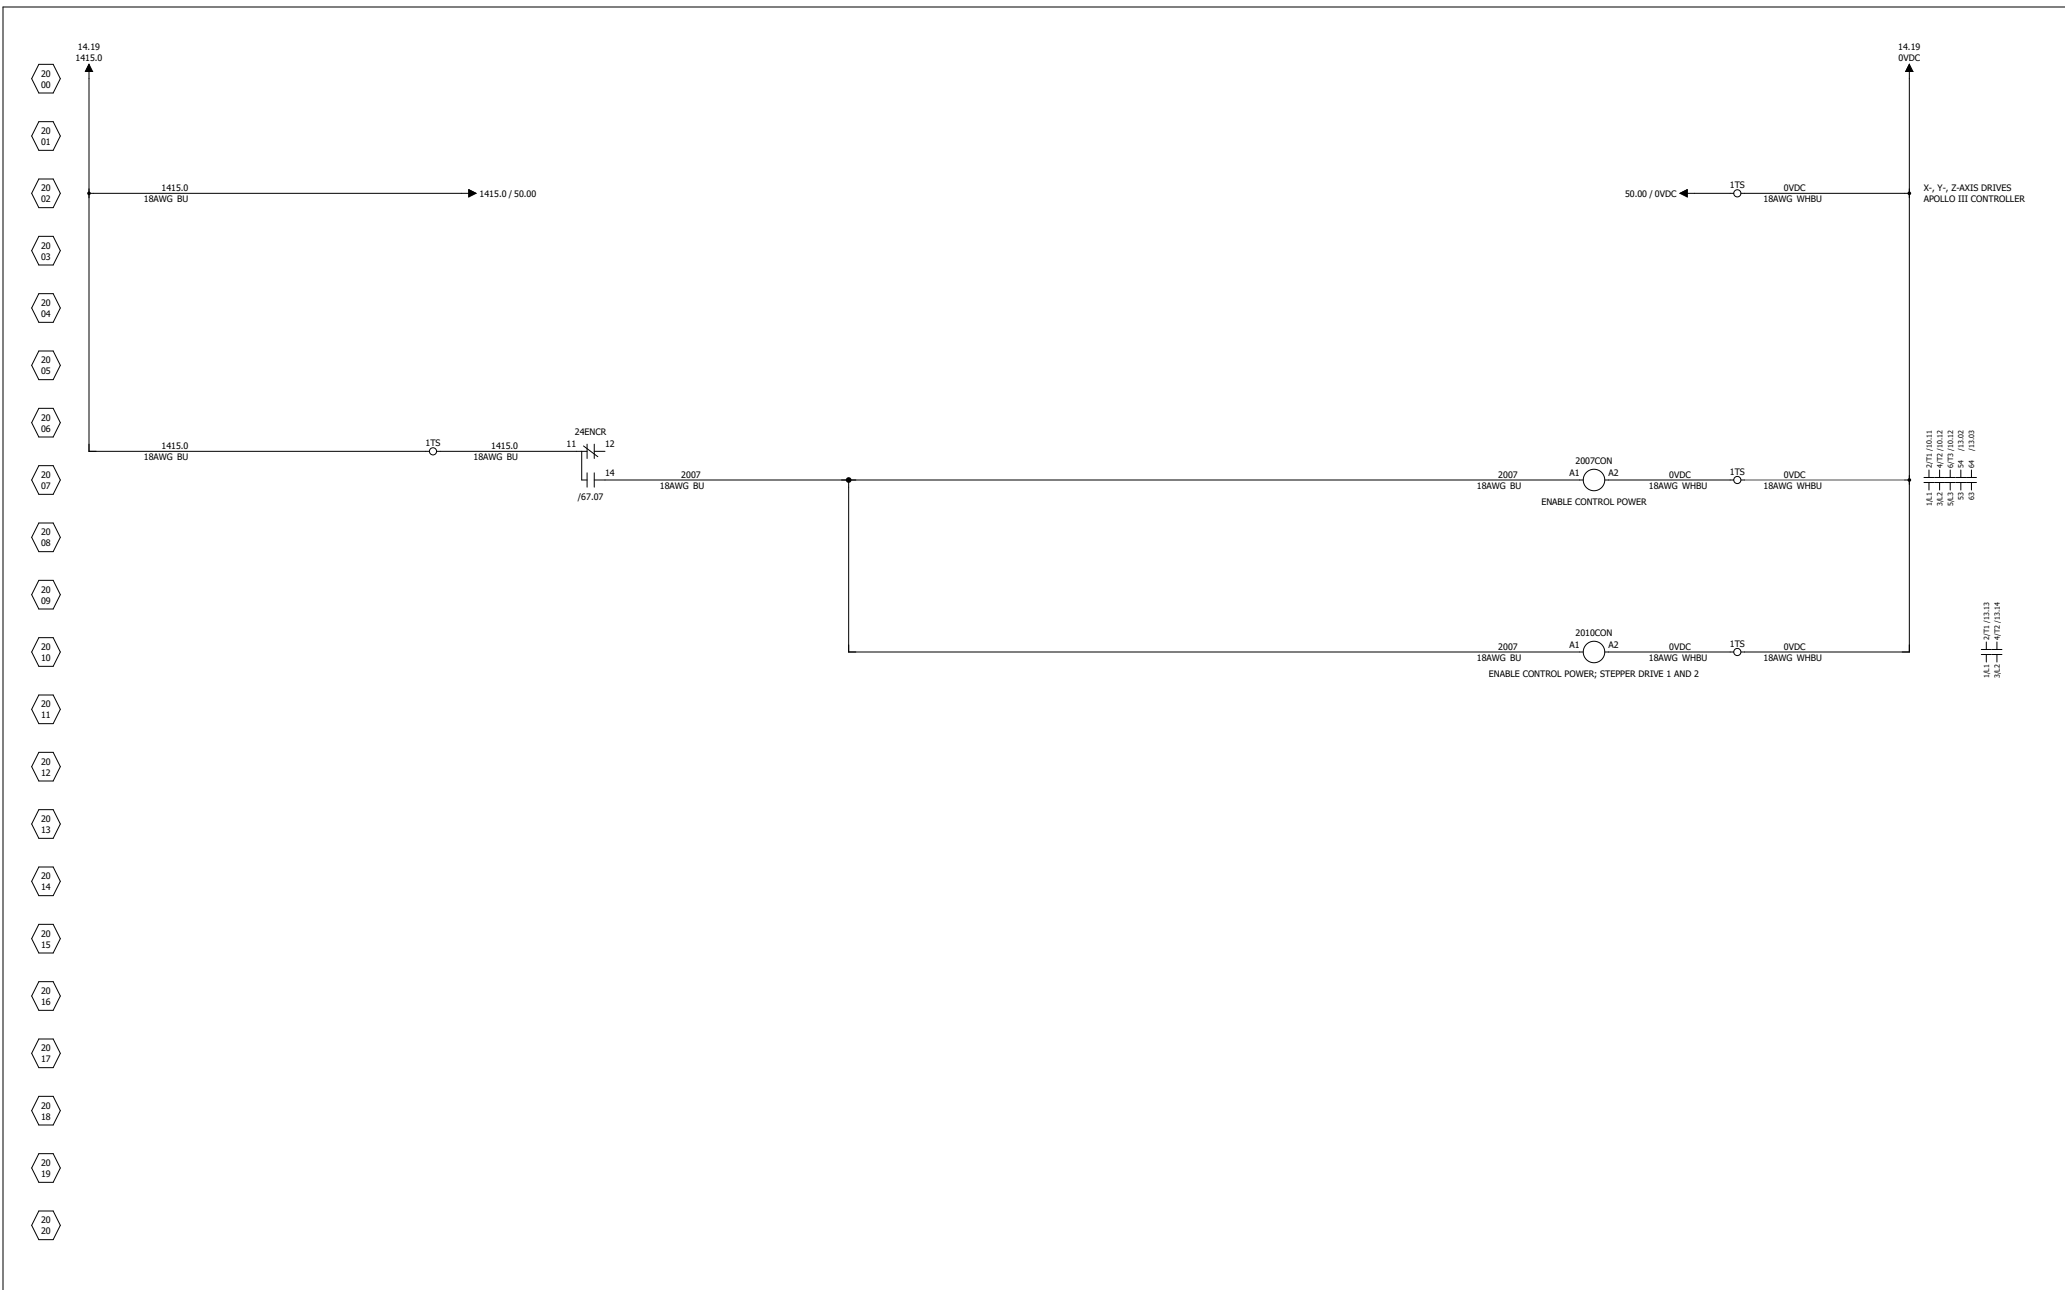 14.19
1415.0
14.19
0VDC
20
00
20
01
20
02
1415.0
18AWG BU
1415.0 / 50.00
50.00 / 0VDC
1TS
0VDC
18AWG WHBU
X-, Y-, Z-AXIS DRIVES
APOLLO III CONTROLLER
20
03
20
04
20
05
20
06
1415.0
18AWG BU
1TS
1415.0
18AWG BU
24ENCR
11
12
14
/67.07
20
07
2007
18AWG BU
2007
18AWG BU
2007CON
A1
A2
ENABLE CONTROL POWER
0VDC
18AWG WHBU
1TS
0VDC
18AWG WHBU
1/L1
2/T1 /10.11
3/L2
4/T2 /10.12
5/L3
6/T3 /10.12
53
54 /13.02
63
64 /13.03
20
08
20
09
20
10
2007
18AWG BU
2010CON
A1
A2
ENABLE CONTROL POWER; STEPPER DRIVE 1 AND 2
0VDC
18AWG WHBU
1TS
0VDC
18AWG WHBU
1/L1
2/T1 /13.13
3/L2
4/T2 /13.14
20
11
20
12
20
13
20
14
20
15
20
16
20
17
20
18
20
19
20
20